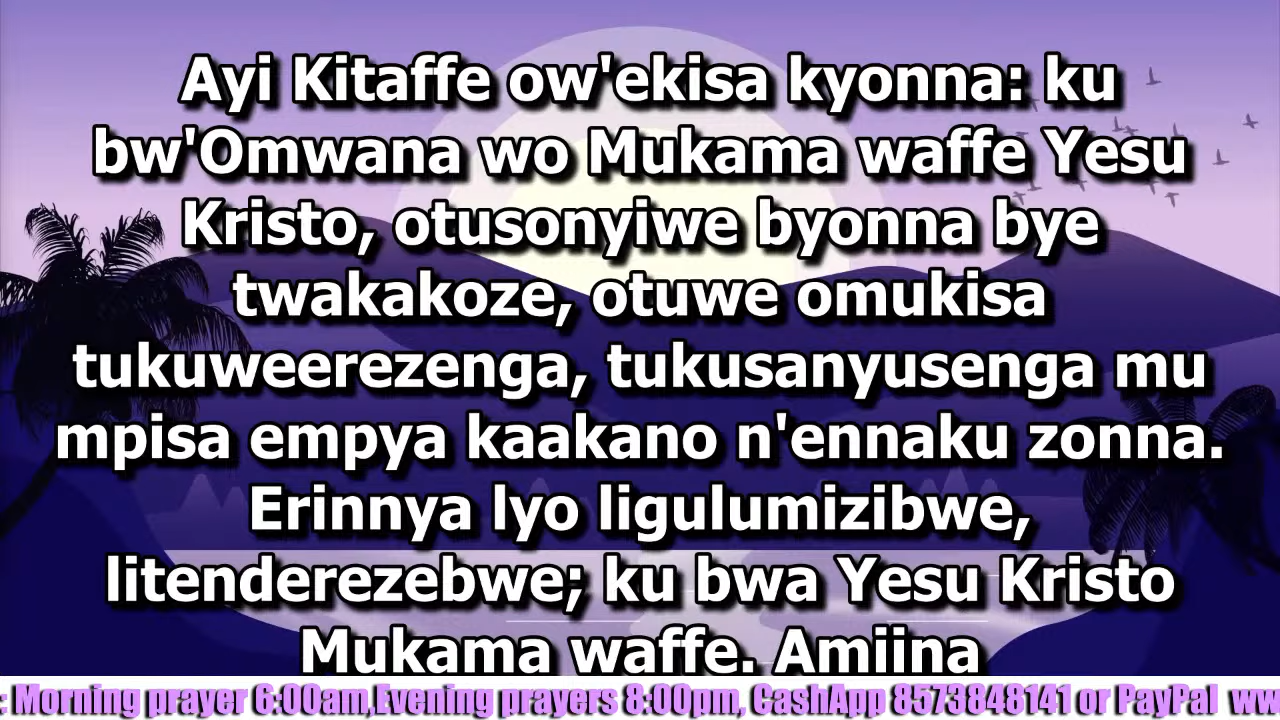 Ayi Kitaffe ow'ekisa kyonna: ku
bw'Omwana wo Mukama waffe Yesu
Kristo, otusonyiwe byonna bye
twakakoze, otuwe omukisa
tukuweerezenga, tukusanyusenga mu
mpisa empya kaakano n'ennaku zonna.
Erinnya lyo ligulumizibwe,
litenderezebwe; ku bwa Yesu Kristo
Mukama waffe. Amiina
: Morning prayer 6:00am,Evening prayers 8:00pm, CashApp 8573848141 or PayPal